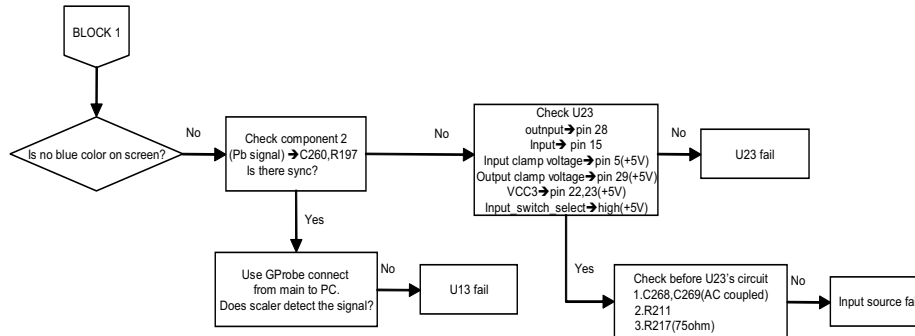 BLOCK 1
Is no blue color on screen?
No
Check component 2
(Pb signal) ➔C260,R197
Is there sync?
No
Check U23
outnput➔pin 28
Input➔ pin 15
Input clamp voltage➔ pin 5(+5V)
Output clamp voltage➔ pin 29(+5V)
VCC3➔pin 22,23(+5V)
Input_switch_select➔high(+5V)
No
U23 fail
Yes
Use GProbe connect
from main to PC.
Does scaler detect the signal?
No
U13 fail
Yes
Check before U23's circuit
1.C268,C269(AC coupled)
2.R211
3.R217(75ohm)
No
Input source fail